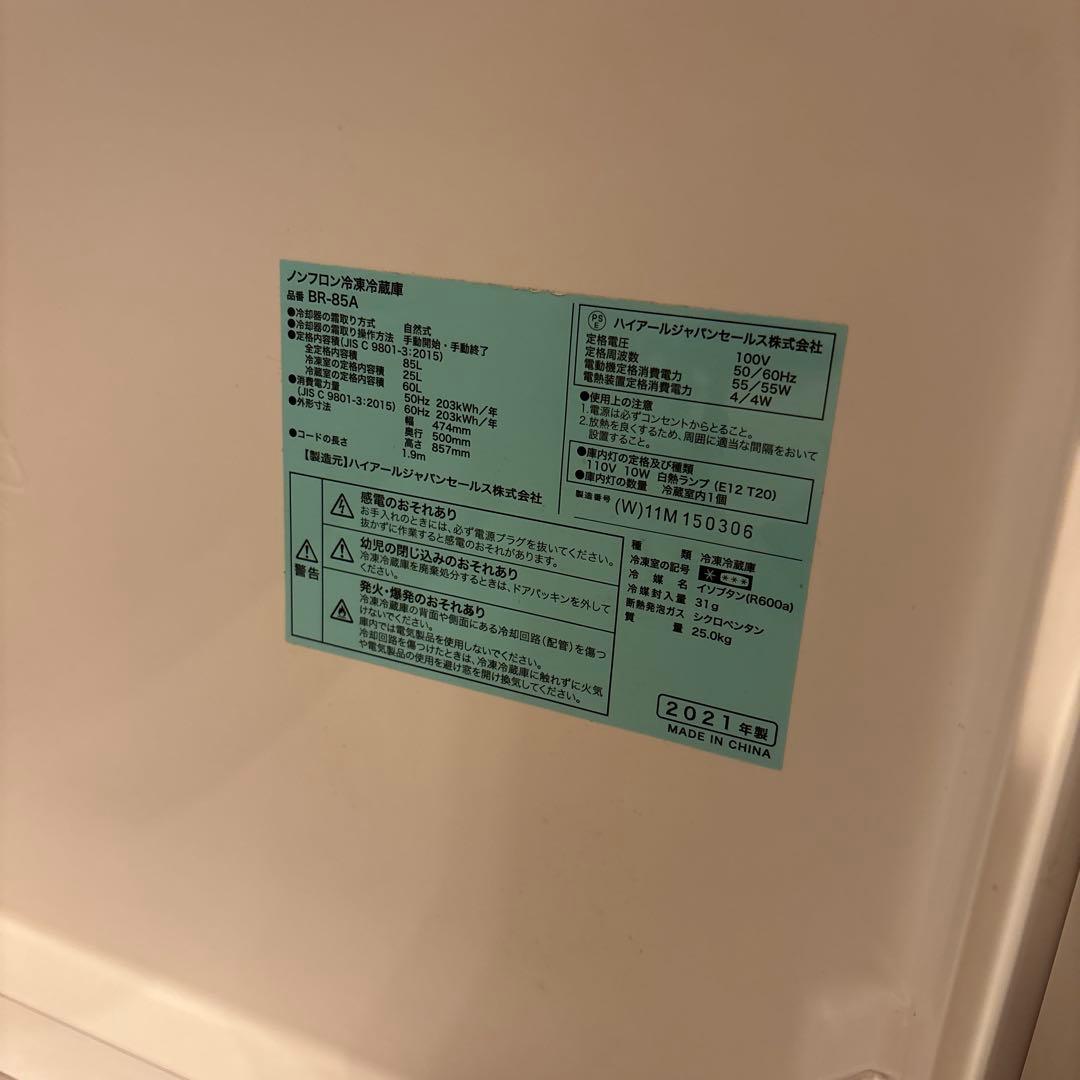 ノンフロン冷凍冷蔵庫
品番 BR-85A
●冷却器の霜取り方式 自然式
●冷却器の霜取り操作方法 手動開始・手動終了
●定格内容積(JIS C 9801-3:2015)
全定格内容積 85L
冷凍室の定格内容積 25L
冷蔵室の定格内容積 60L
●消費電力量 50Hz 203kWh/年
(JIS C 9801-3:2015) 60Hz 203kWh/年
●外形寸法 幅 474mm
奥行 500mm
高さ 857mm
●コードの長さ 1.9m
【製造元】ハイアールジャパンセールス株式会社
警告
感電のおそれあり
お手入れのときには、必ず電源プラグを抜いてください。
抜かずに作業すると感電のおそれがあります。
幼児の閉じ込みのおそれあり
冷凍冷蔵庫を廃棄処分するときは、ドアパッキンを外して
ください。
発火・爆発のおそれあり
冷凍冷蔵庫の背面や側面にある冷却回路(配管)を傷つ
けないでください。
庫内では電気製品を使用しないでください。
冷却回路を傷つけたときは、冷凍冷蔵庫に触れずに火気
や電気製品の使用を避け窓を開け換気してください。
PSE ハイアールジャパンセールス株式会社
定格電圧 100V
定格周波数 50/60Hz
電動機定格消費電力 55/55W
電熱装置定格消費電力 4/4W
●使用上の注意
1.電源は必ずコンセントからとること。
2.放熱を良くするため、周囲に適当な間隔をおいて
設置すること。
●庫内灯の定格及び種類
110V 10W 白熱ランプ (E12 T20)
●庫内灯の数量 冷蔵室内1個
製造番号 (W)11M150306
種類 冷凍冷蔵庫
冷凍室の記号 * ***
冷媒名 イソブタン(R600a)
冷媒封入量 31g
断熱発泡ガス シクロペンタン
質量 25.0kg
2021年製
MADE IN CHINA